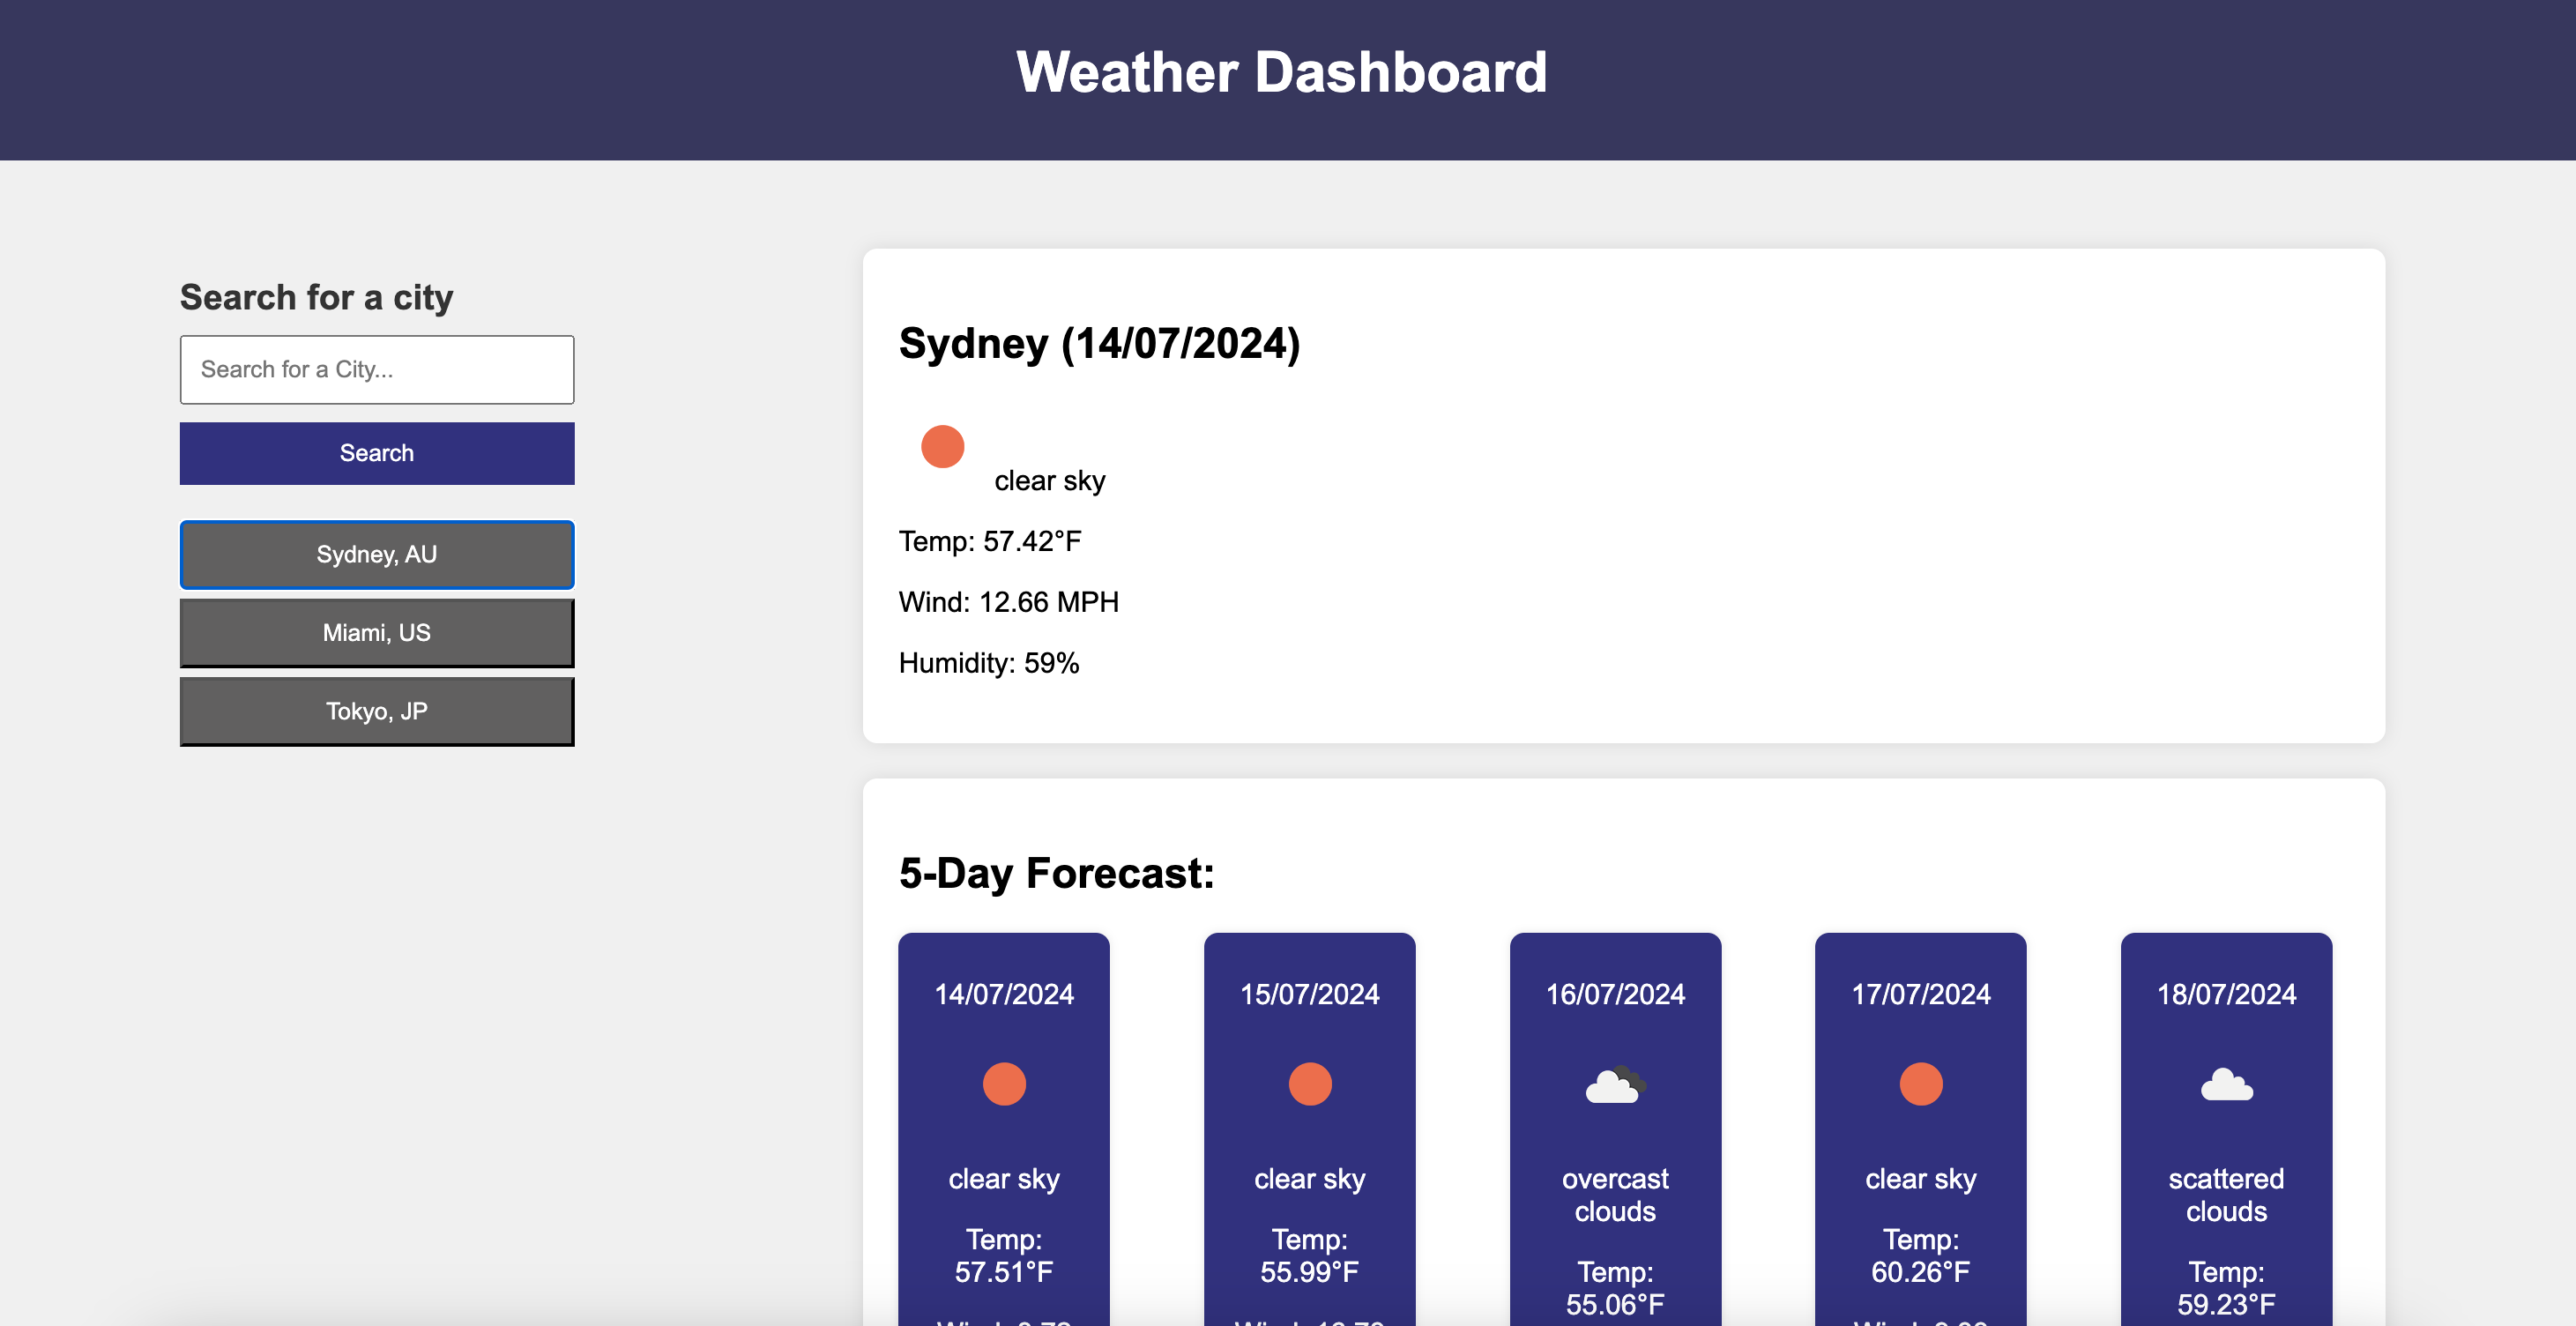 Weather Dashboard
Search for a city
Search for a City...
Search
Sydney, AU
Miami, US
Tokyo, JP
Sydney (14/07/2024)
clear sky
Temp: 57.42°F
Wind: 12.66 MPH
Humidity: 59%
5-Day Forecast:
14/07/2024
clear sky
Temp:
57.51°F
15/07/2024
clear sky
Temp:
55.99°F
16/07/2024
overcast
clouds
Temp:
55.06°F
17/07/2024
clear sky
Temp:
60.26°F
18/07/2024
scattered
clouds
Temp:
59.23°F